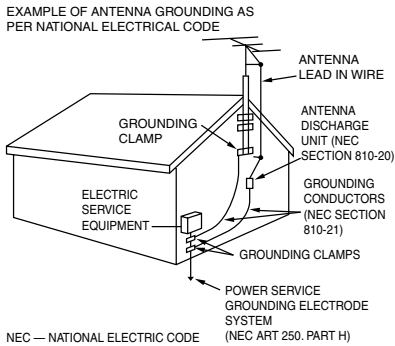 EXAMPLE OF ANTENNA GROUNDING AS
PER NATIONAL ELECTRICAL CODE
ANTENNA
LEAD IN WIRE
GROUNDING
CLAMP
ANTENNA
DISCHARGE
UNIT (NEC
SECTION 810-20)
ELECTRIC
SERVICE
EQUIPMENT
GROUNDING
CONDUCTORS
(NEC SECTION
810-21)
GROUNDING CLAMPS
POWER SERVICE
GROUNDING ELECTRODE
SYSTEM
(NEC ART 250. PART H)
NEC — NATIONAL ELECTRIC CODE